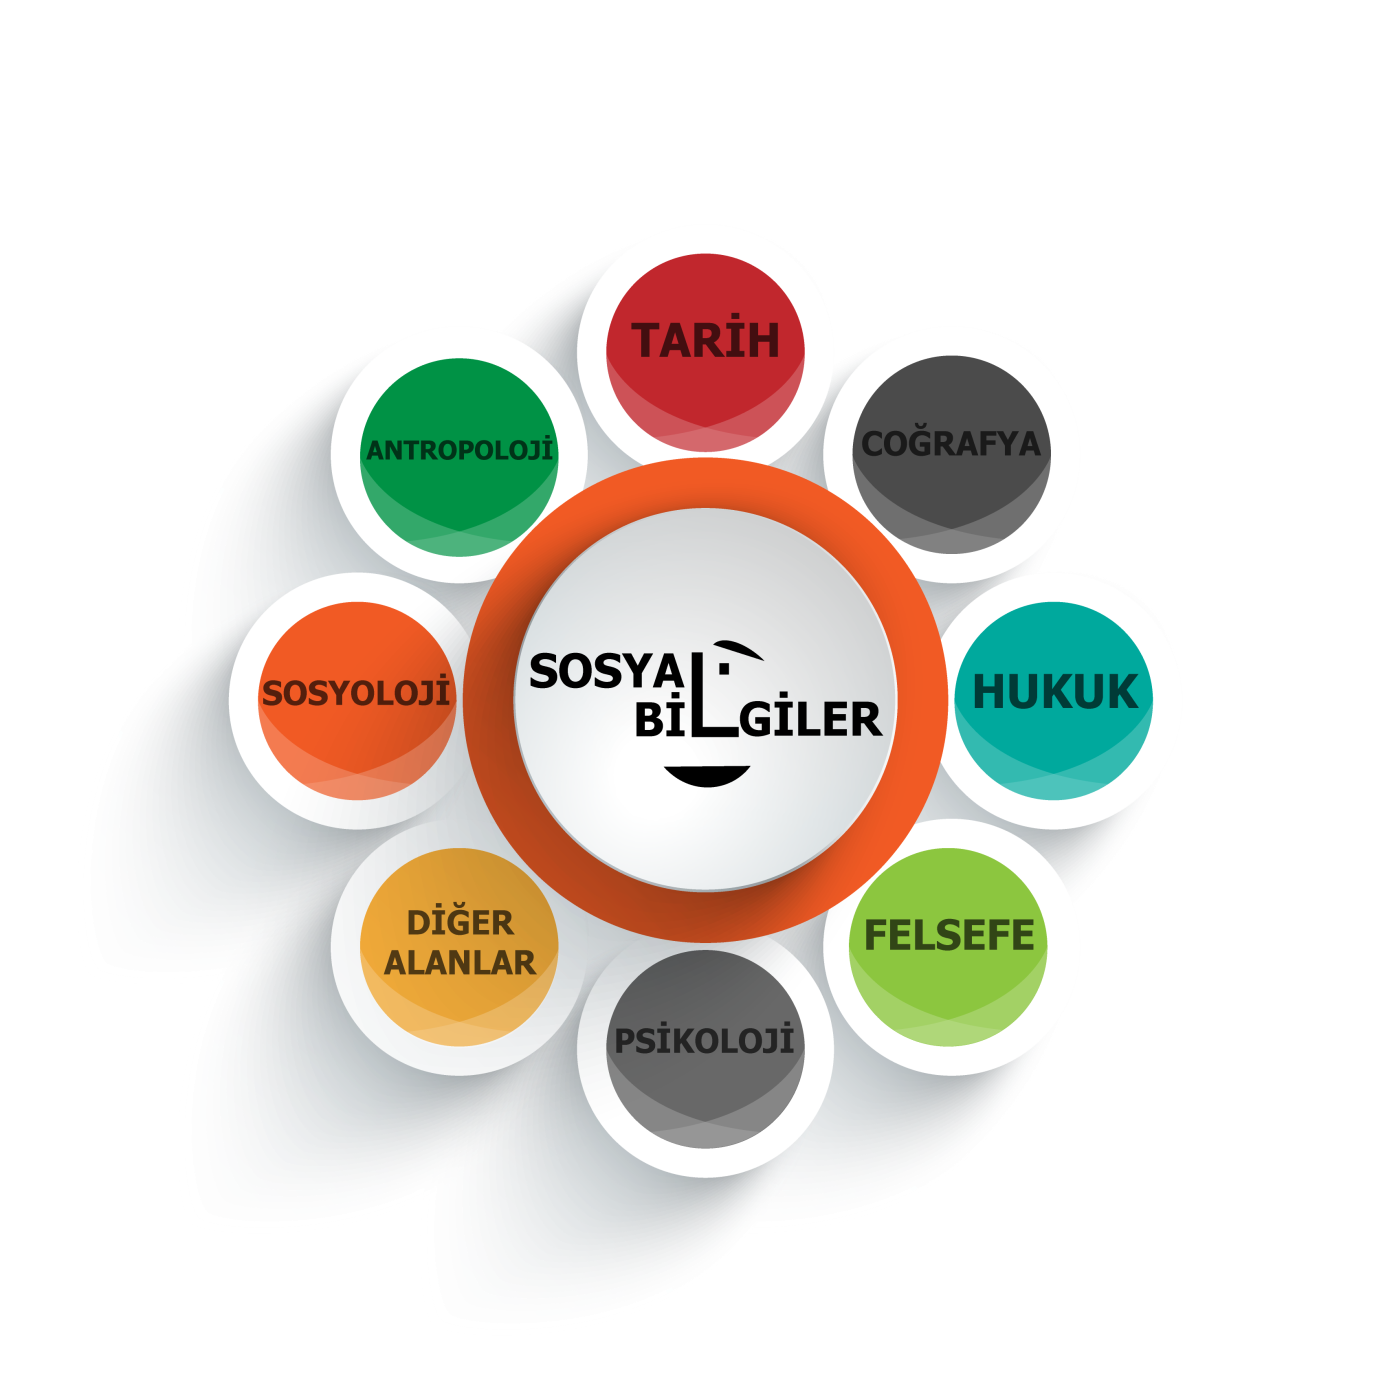 TARİH
COĞRAFYA
HUKUK
FELSEFE
PSİKOLOJİ
DİĞER
ALANLAR
SOSYOLOJİ
ANTROPOLOJİ
SOSYAL
BİLGİLER